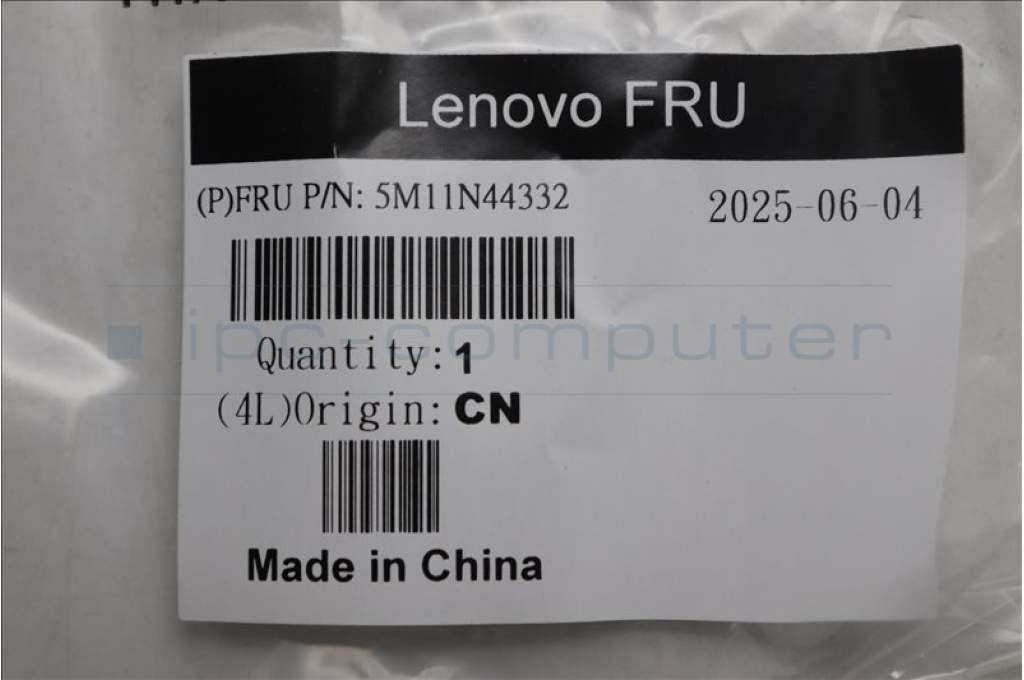 Lenovo FRU
(P)FRU P/N: 5M11N44332
2025-06-04
ipc-computer
Quantity: 1
(4L)Origin: CN
Made in China